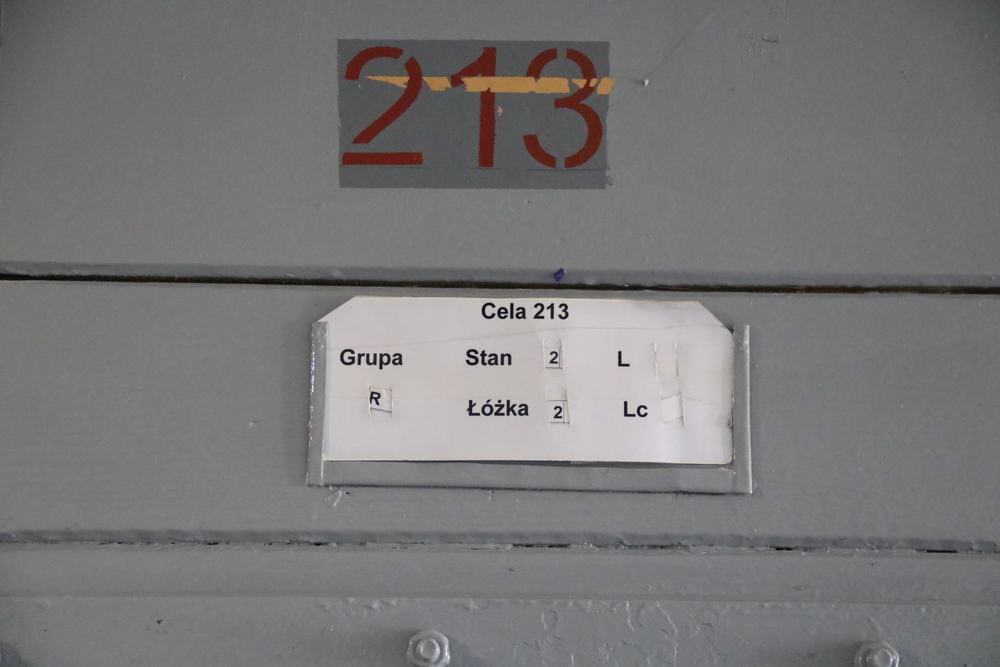 213
Cela 213
Grupa Stan 2 L
R Łóżka 2 Lc